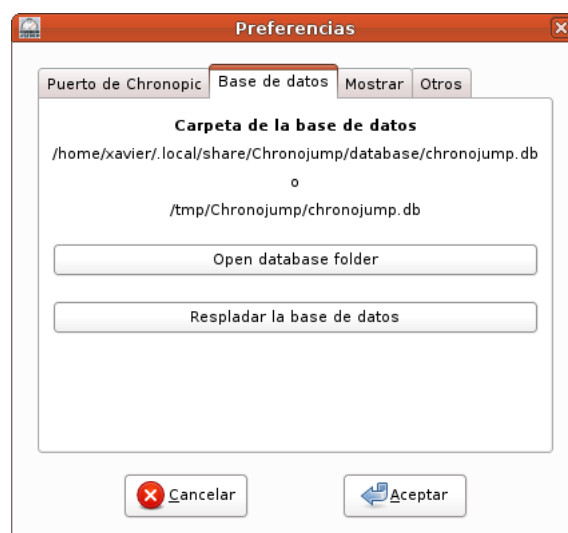 Preferencias
Puerto de Chronopic Base de datos Mostrar Otros
Carpeta de la base de datos
/home/xavier/.local/share/Chronojump/database/chronojump.db
o
/tmp/Chronojump/chronojump.db
Open database folder
Respladar la base de datos
Cancelar Aceptar